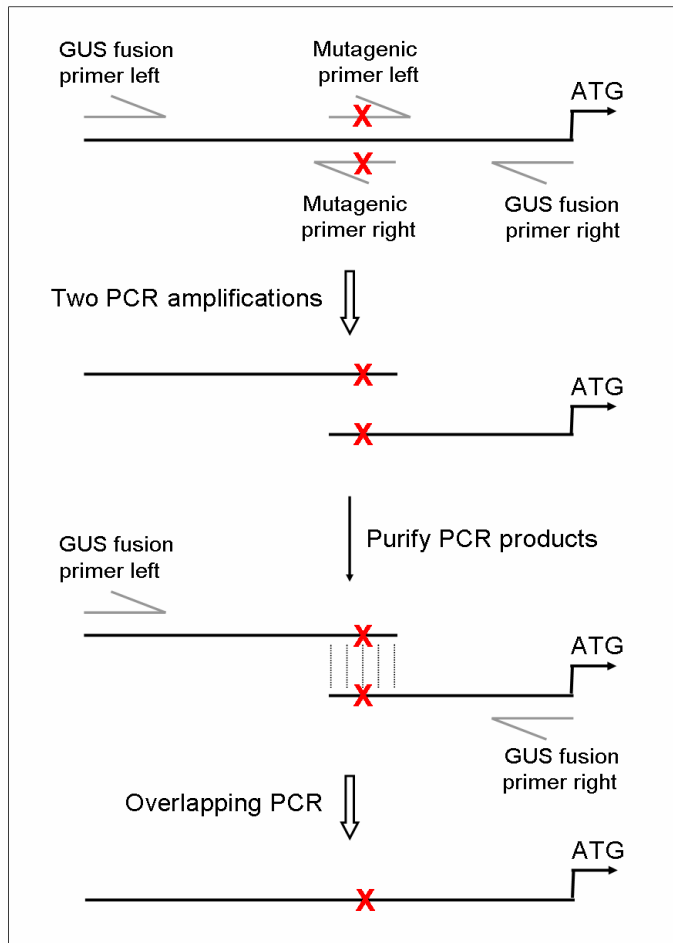 GUS fusion
primer left
Mutagenic
primer left
ATG
X
X
Mutagenic
primer right
GUS fusion
primer right
Two PCR amplifications
X
ATG
X
Purify PCR products
GUS fusion
primer left
X
ATG
X
GUS fusion
primer right
Overlapping PCR
ATG
X